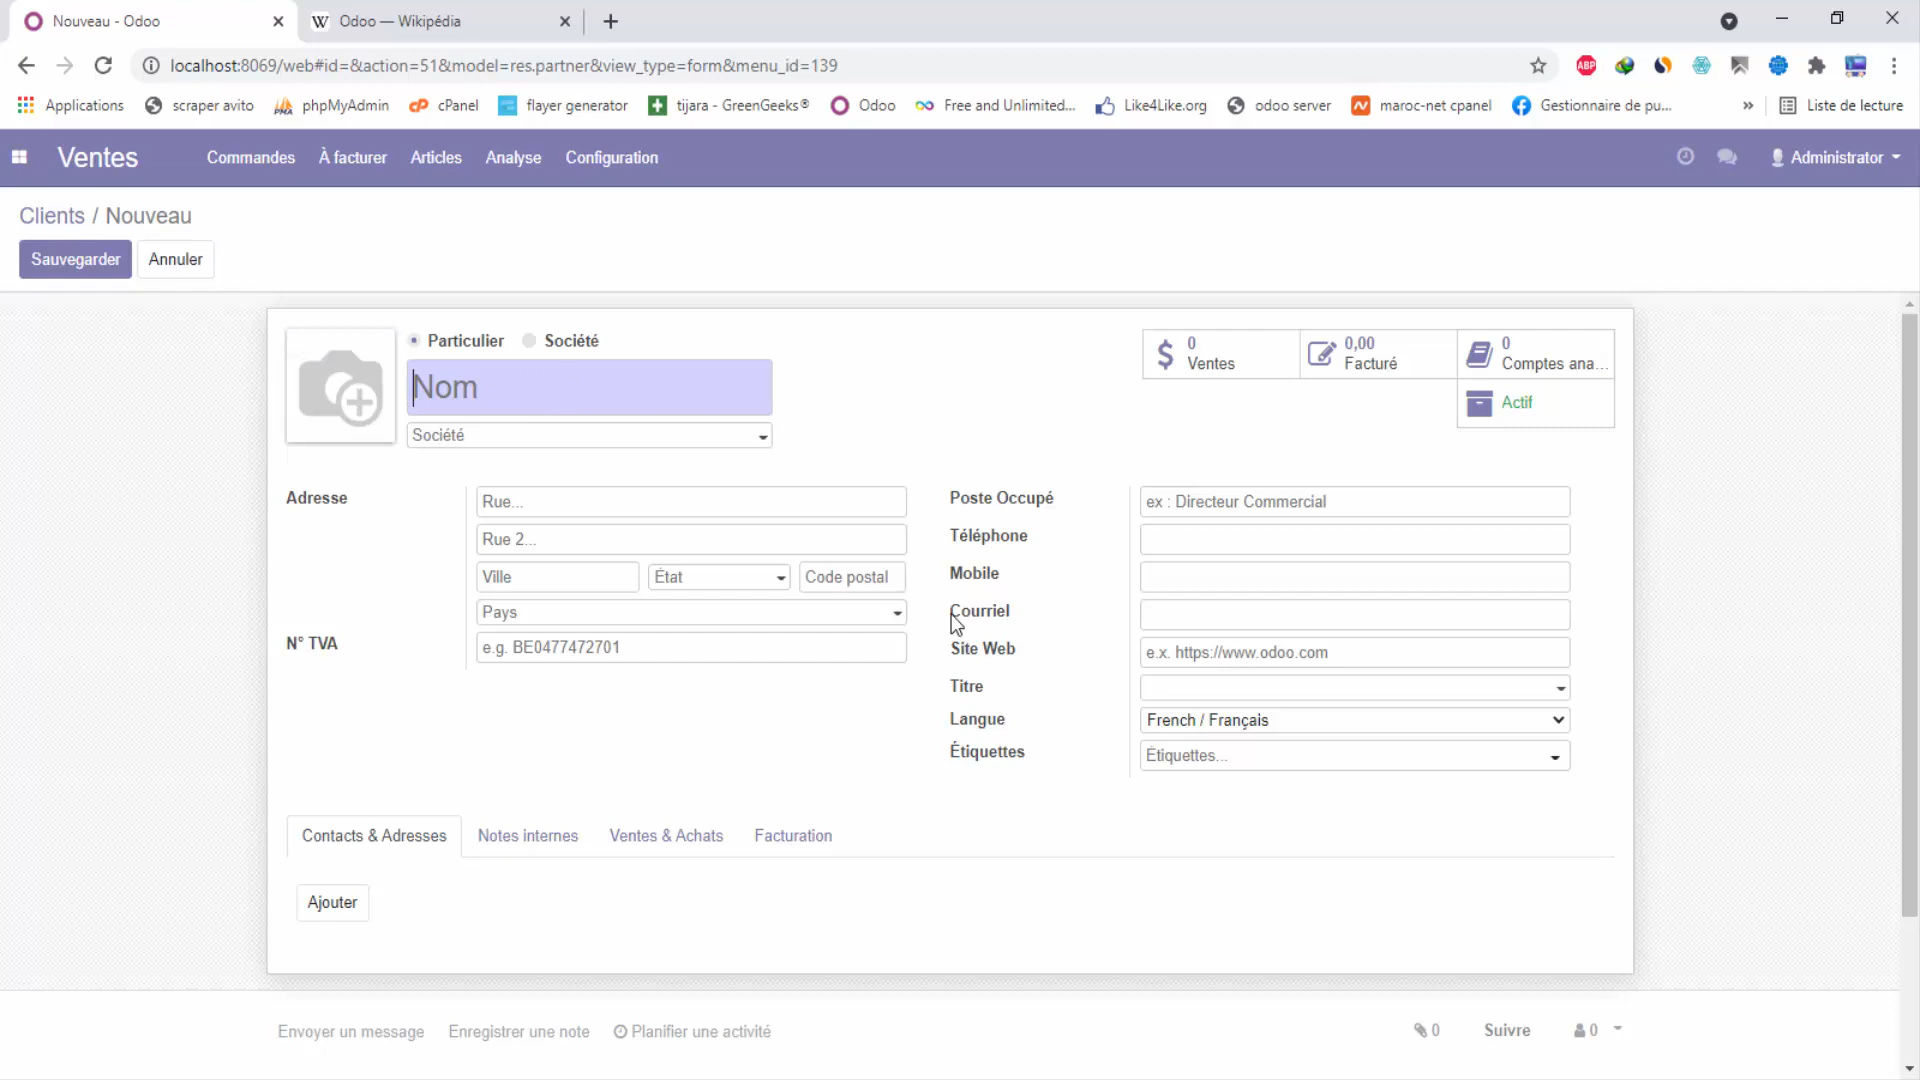 Nouveau - Odoo
Odoo — Wikipédia
localhost:8069/web#id=&action=51&model=res.partner&view_type=form&menu_id=139
ABP
Applications
scraper avito
phpMyAdmin
cPanel
flayer generator
tijara - GreenGeeks®
Odoo
Free and Unlimited...
Like4Like.org
odoo server
maroc-net cpanel
Gestionnaire de pu...
»
Liste de lecture
Ventes
Commandes
À facturer
Articles
Analyse
Configuration
Administrator
Clients / Nouveau
Sauvegarder
Annuler
Particulier
Société
Nom
Société
0
Ventes
0,00
Facturé
0
Comptes ana...
Actif
Adresse
Rue...
Rue 2...
Ville
État
Code postal
Pays
N° TVA
e.g. BE0477472701
Poste Occupé
ex : Directeur Commercial
Téléphone
Mobile
Courriel
Site Web
e.x. https://www.odoo.com
Titre
Langue
French / Français
Étiquettes
Étiquettes...
Contacts & Adresses
Notes internes
Ventes & Achats
Facturation
Ajouter
Envoyer un message
Enregistrer une note
Planifier une activité
0
Suivre
0